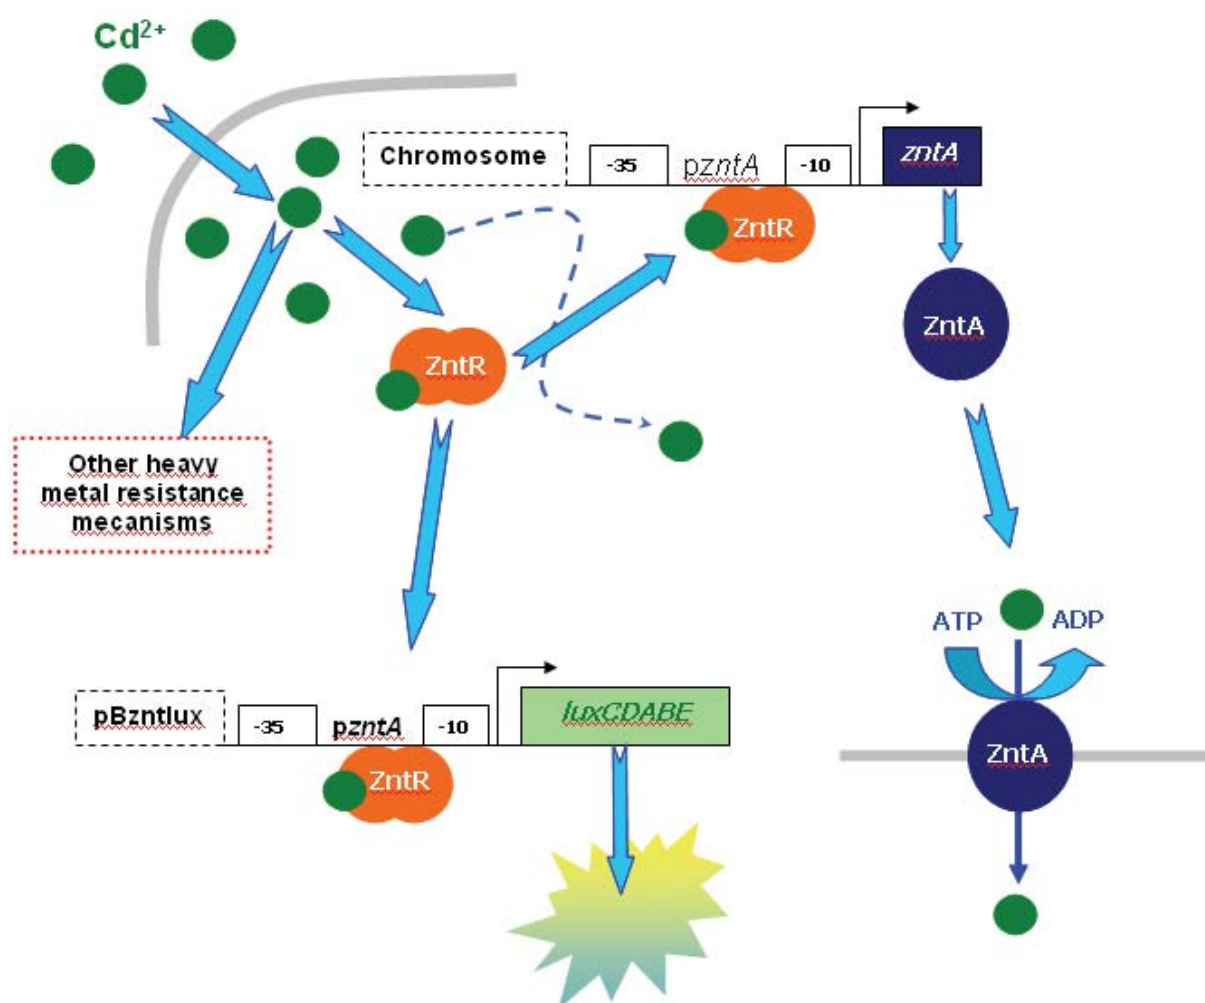 Cd²⁺
Chromosome
-35
pzntA
-10
zntA
ZntR
ZntA
ZntR
Other heavy
metal resistance
mecanisms
ATP
ADP
pBzntlux
-35
pzntA
-10
luxCDABE
ZntR
ZntA